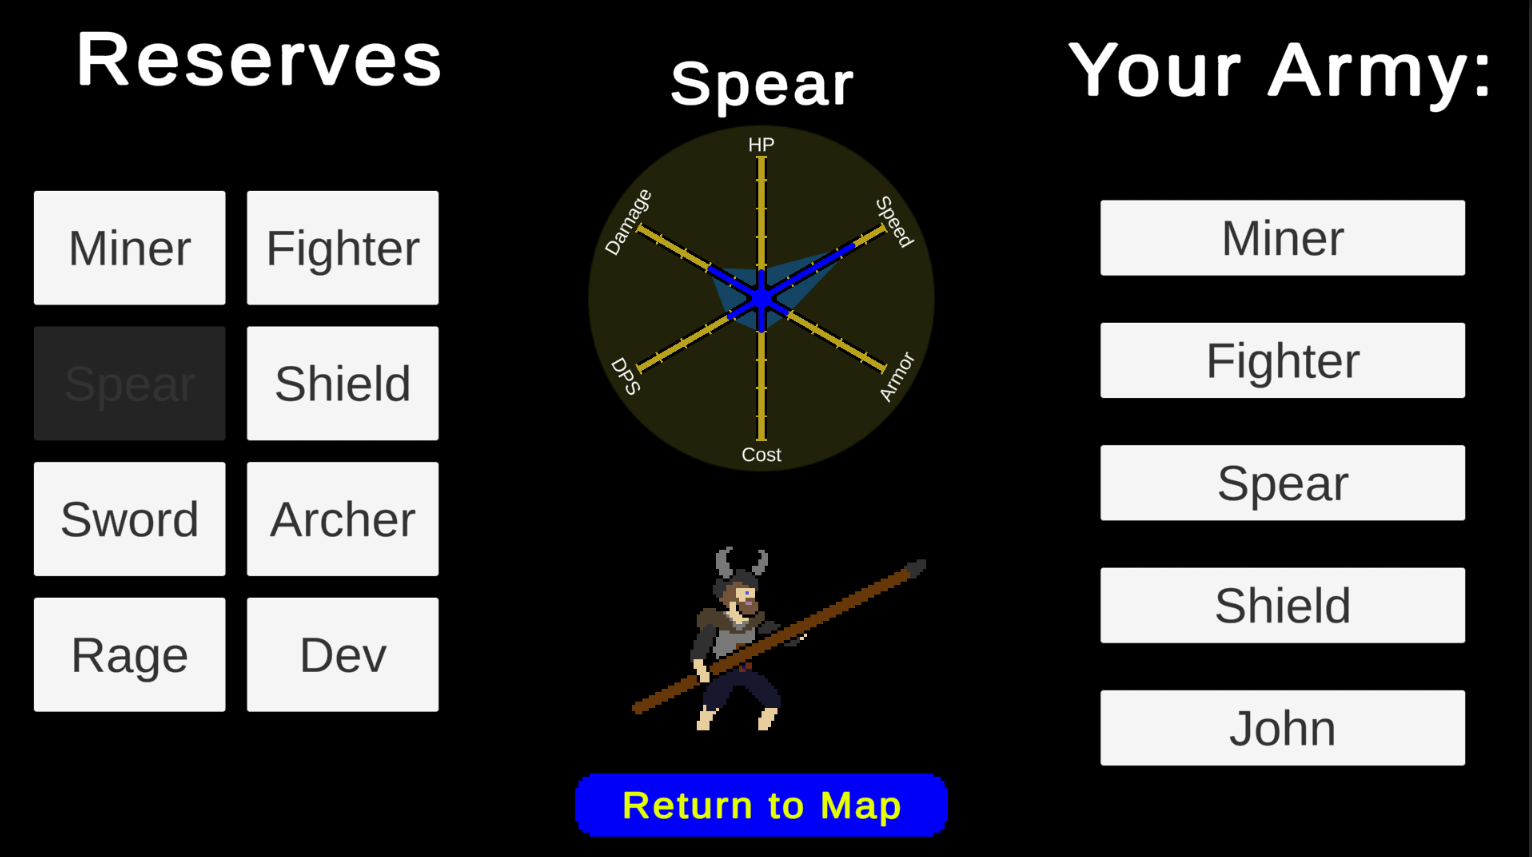 Reserves
Miner
Fighter
Spear
Shield
Sword
Archer
Rage
Dev
Spear
HP
Speed
Armor
Cost
DPS
Damage
Return to Map
Your Army:
Miner
Fighter
Spear
Shield
John